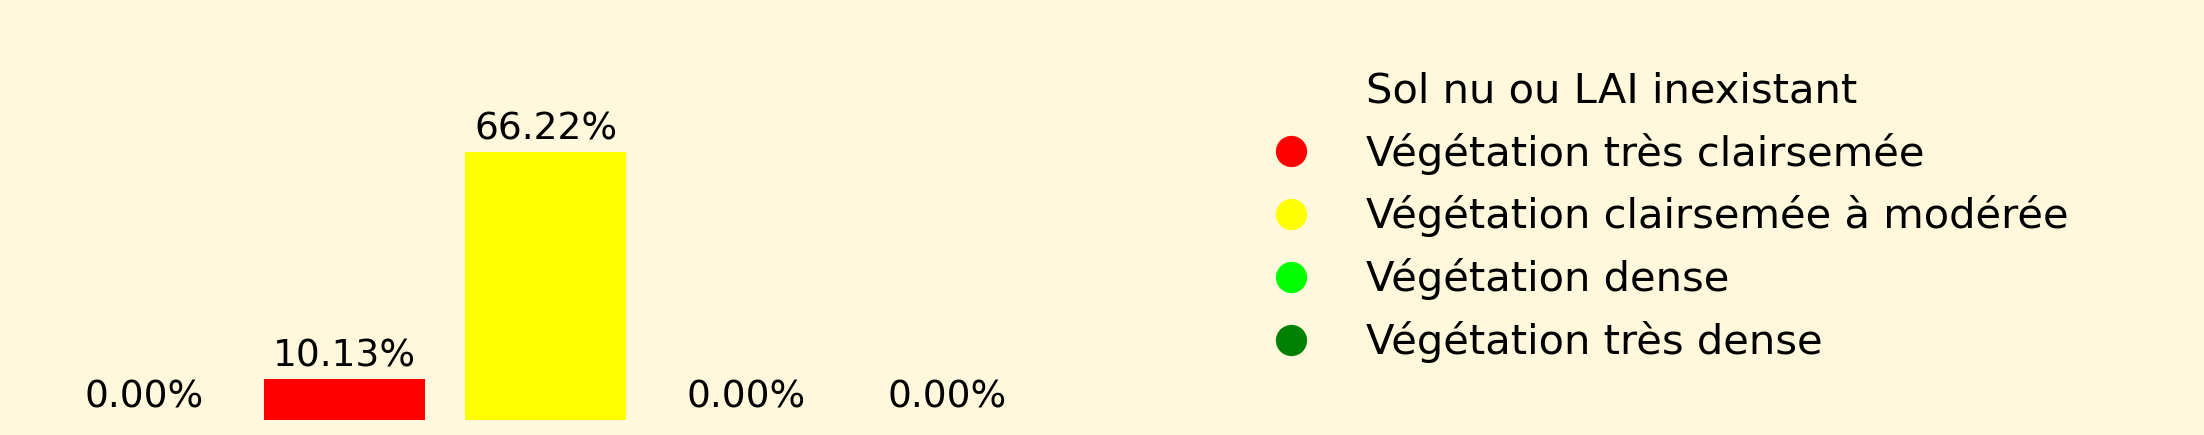 66.22%
10.13%
0.00%
0.00%
0.00%
Sol nu ou LAI inexistant
Végétation très clairsemée
Végétation clairsemée à modérée
Végétation dense
Végétation très dense